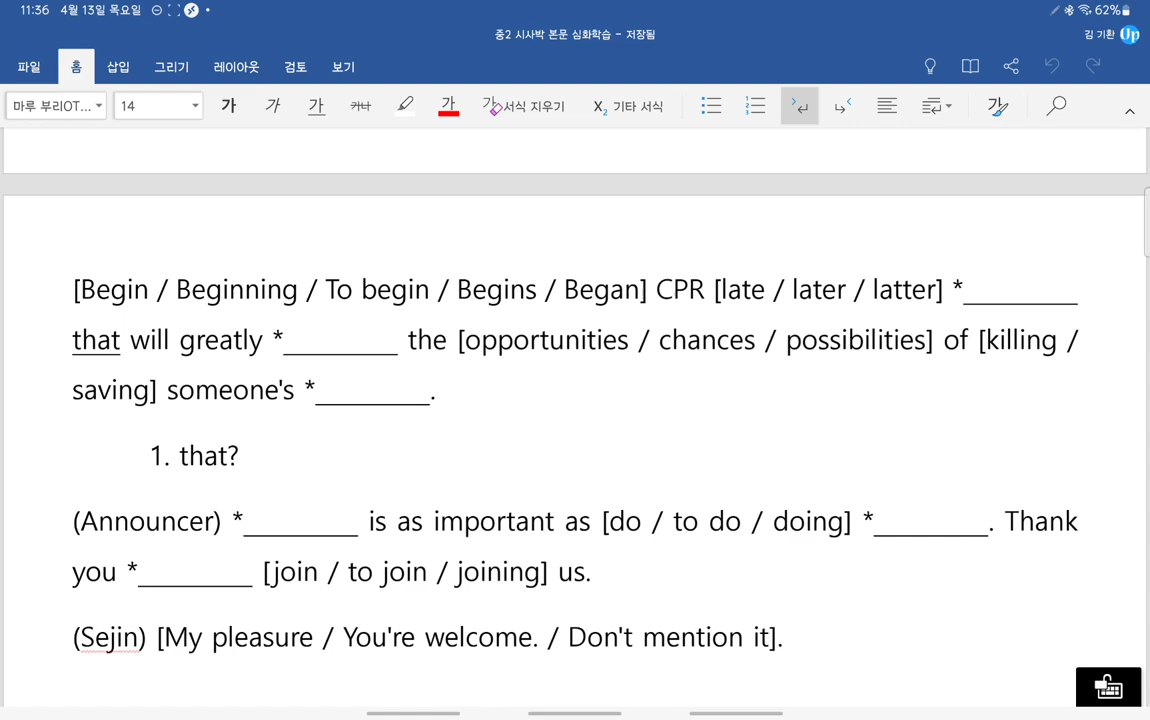 11:36 4월 13일 목요일
62%
중2 시사박 본문 심화학습 – 저장됨
김 기환 Up
파일 홈 삽입 그리기 레이아웃 검토 보기
마루 부리OT... 14 가 가 가 가나 가 가 서식 지우기 X₂ 기타 서식 가
[Begin / Beginning / To begin / Begins / Began] CPR [late / later / latter] *_________
that will greatly *_________ the [opportunities / chances / possibilities] of [killing /
saving] someone's *_________.
1. that?
(Announcer) *_________ is as important as [do / to do / doing] *_________. Thank
you *_________ [join / to join / joining] us.
(Sejin) [My pleasure / You're welcome. / Don't mention it].